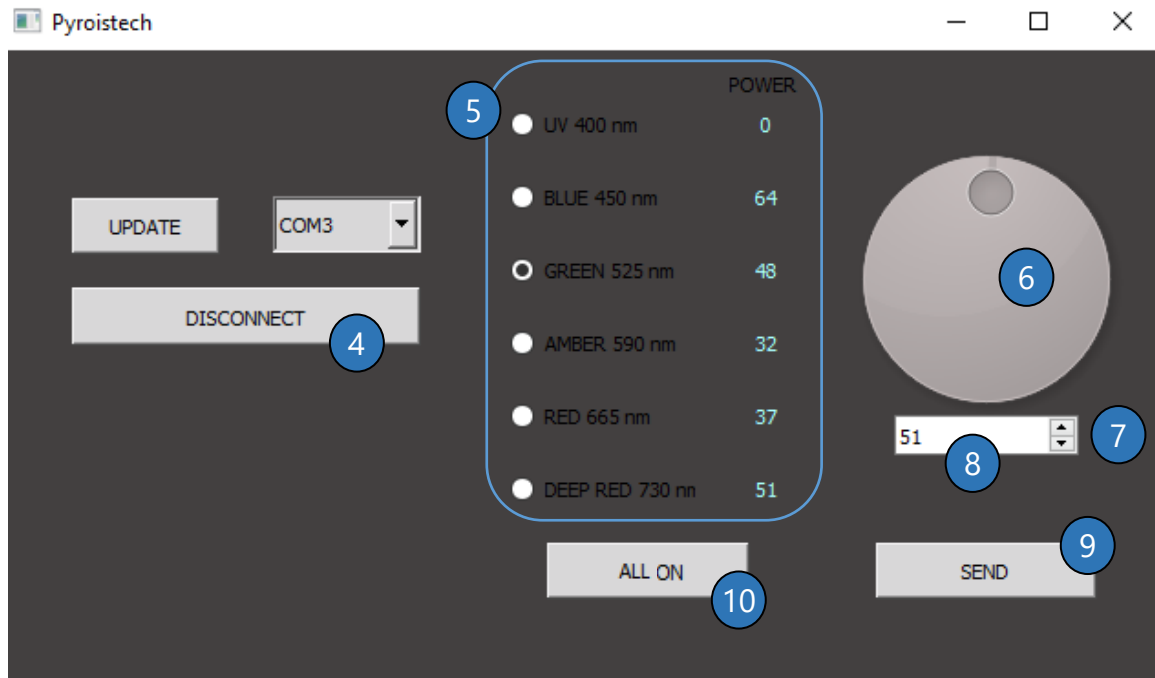 Pyroistech
POWER
5
UV 400 nm 0
BLUE 450 nm 64
UPDATE COM3
GREEN 525 nm 48
6
DISCONNECT
4
AMBER 590 nm 32
RED 665 nm 37
51
7
8
DEEP RED 730 nn 51
9
ALL ON
SEND
10